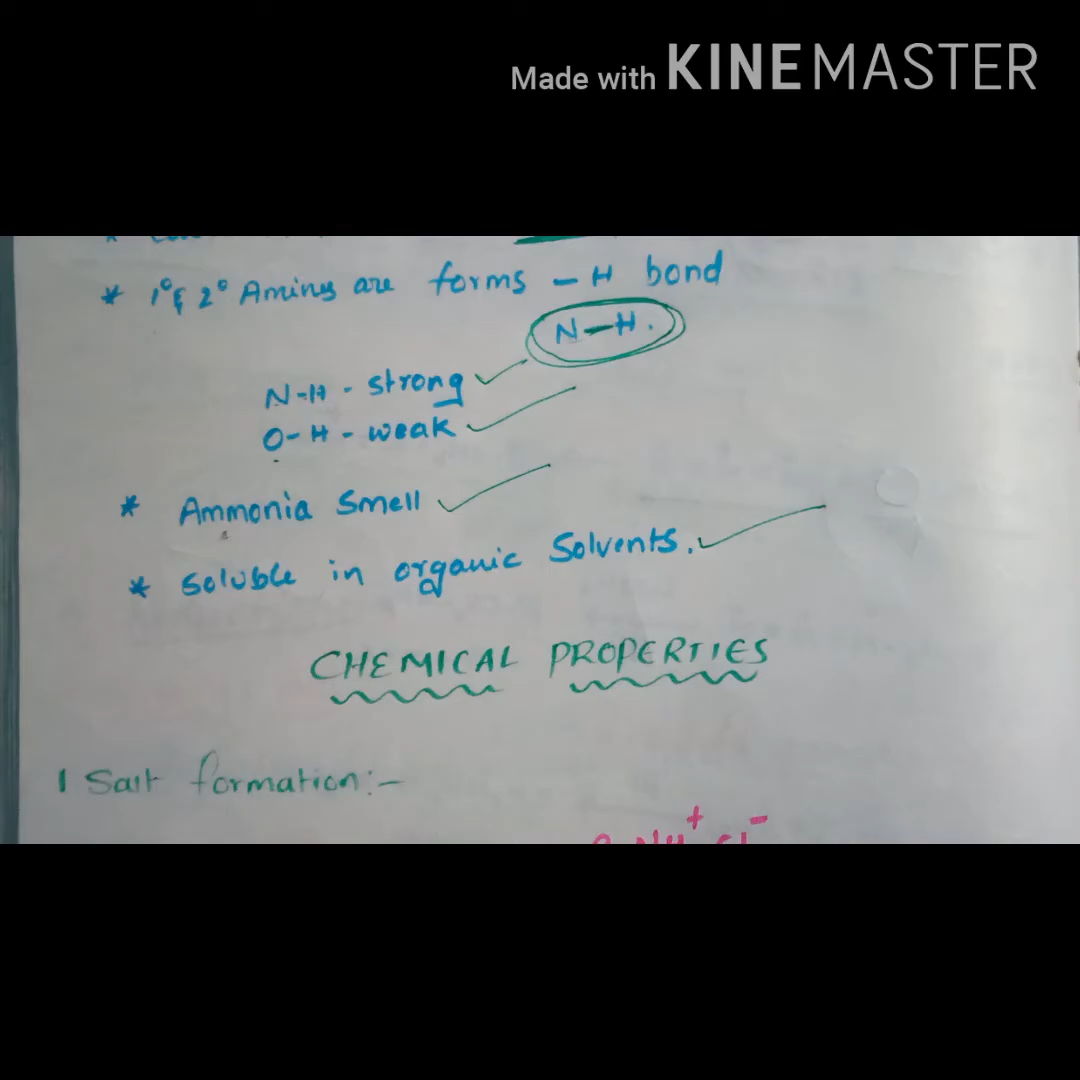 Made with KINEMASTER
* 1° & 2° Amines are forms - H bond
N-H.
N-H - strong
O-H - weak
* Ammonia Smell
* Soluble in organic Solvents.
CHEMICAL PROPERTIES
1 Salt formation:-